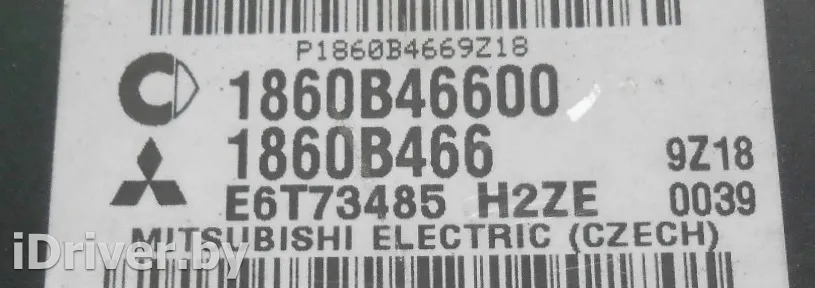 P1860B4669Z18
1860B46600
1860B466 9Z18
E6T73485 H2ZE 0039
MITSUBISHI ELECTRIC (CZECH)
iDriver.by